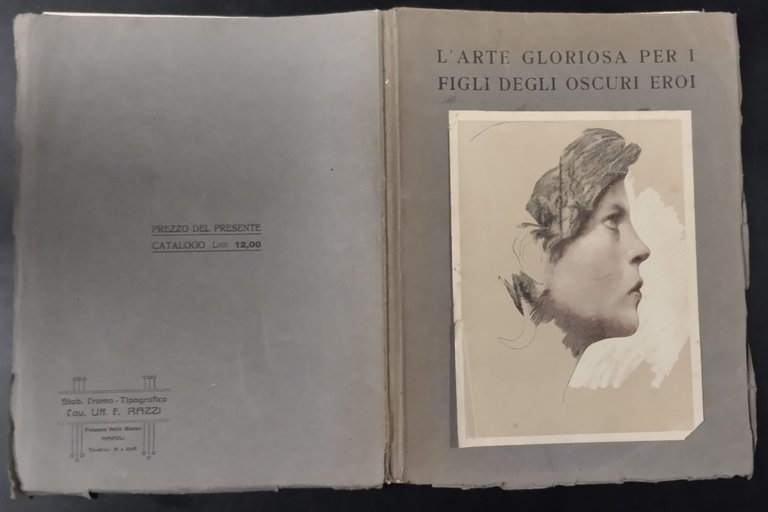 L'ARTE GLORIOSA PER I
FIGLI DEGLI OSCURI EROI
PREZZO DEL PRESENTE
CATALOGO Lire 12,00
Stab. Cromo-Tipografico
Cav. Uff. F. RAZZI
NAPOLI